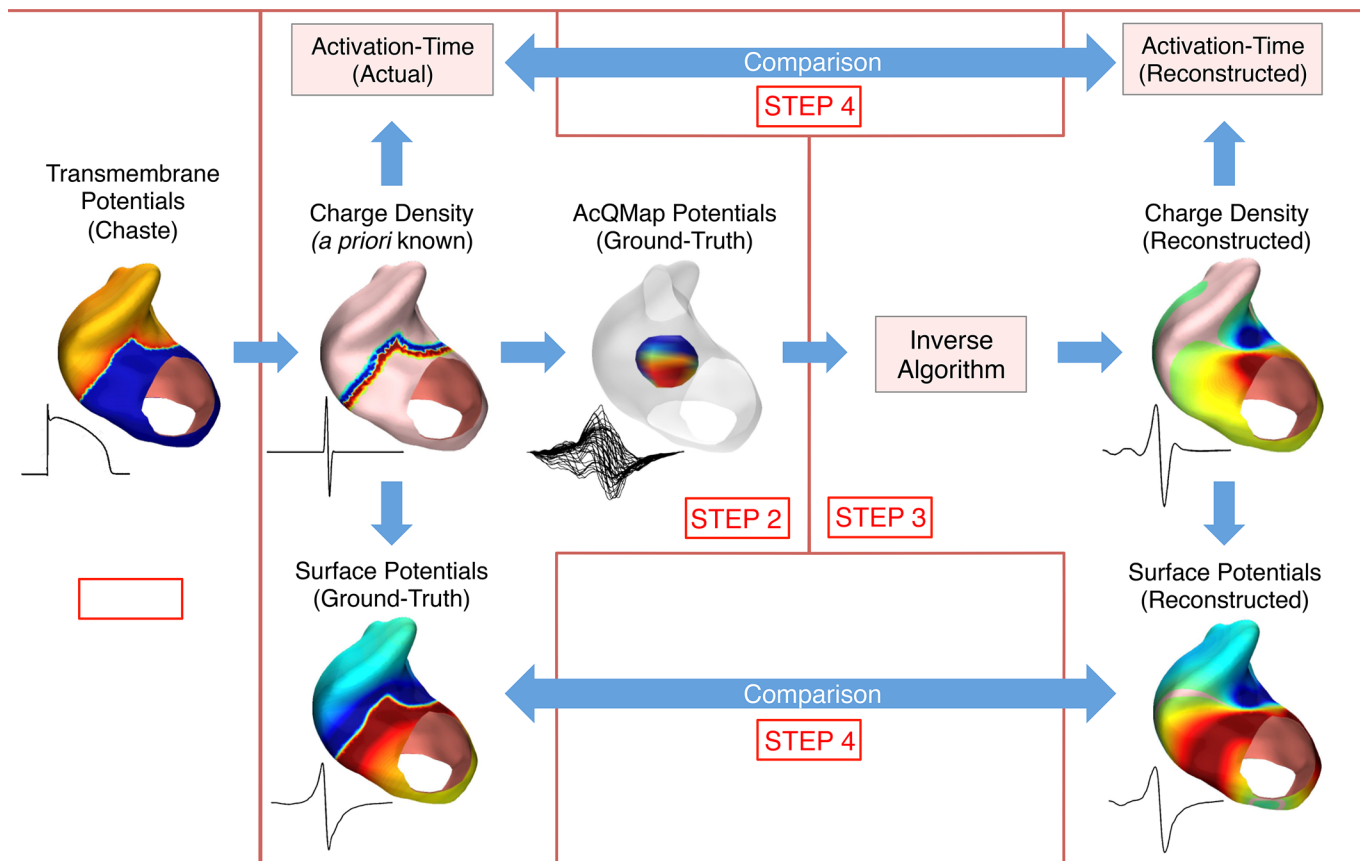 Activation-Time
(Actual)
Comparison
STEP 4
Activation-Time
(Reconstructed)
Transmembrane
Potentials
(Chaste)
Charge Density
(a priori known)
AcQMap Potentials
(Ground-Truth)
Charge Density
(Reconstructed)
Inverse
Algorithm
STEP 2
STEP 3
Surface Potentials
(Ground-Truth)
Surface Potentials
(Reconstructed)
Comparison
STEP 4